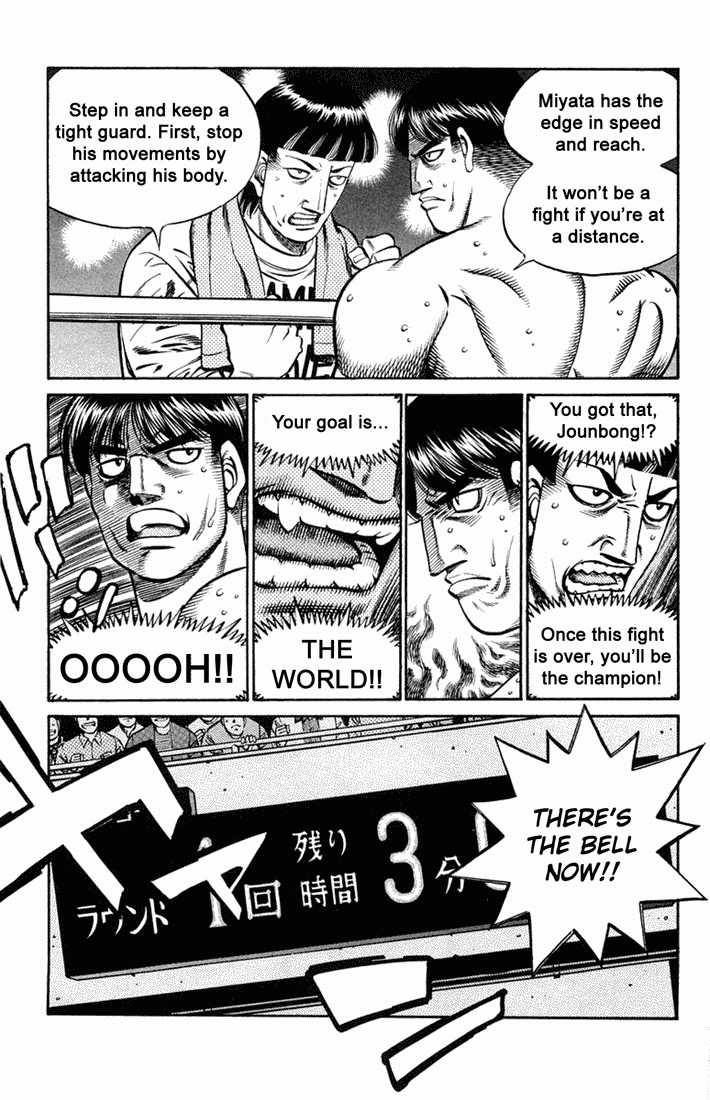 Miyata has the
edge in speed
and reach.
It won't be a
fight if you're at
a distance.
Step in and keep a
tight guard. First, stop
his movements by
attacking his body.
You got that,
Jounbong!?
Once this fight
is over, you'll be
the champion!
Your goal is...
THE
WORLD!!
OOOOH!!
THERE'S
THE BELL
NOW!!
残り
ラウンド 1回 時間 3分